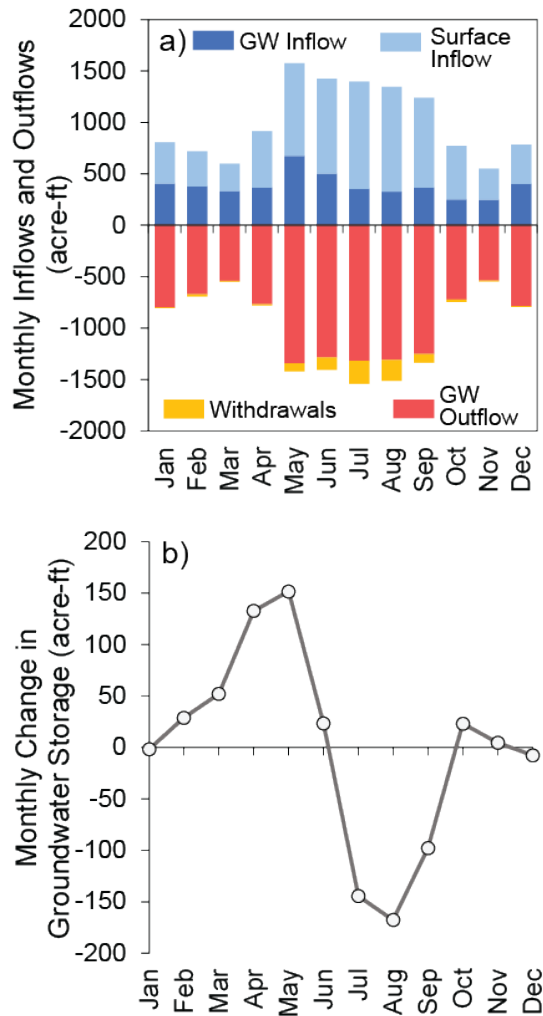 a)
GW Inflow
Surface
Inflow
Monthly Inflows and Outflows
(acre-ft)
2000
1500
1000
500
0
-500
-1000
-1500
-2000
Withdrawals
GW
Outflow
Jan
Feb
Mar
Apr
May
Jun
Jul
Aug
Sep
Oct
Nov
Dec
b)
Monthly Change in
Groundwater Storage (acre-ft)
200
150
100
50
0
-50
-100
-150
-200
Jan
Feb
Mar
Apr
May
Jun
Jul
Aug
Sep
Oct
Nov
Dec